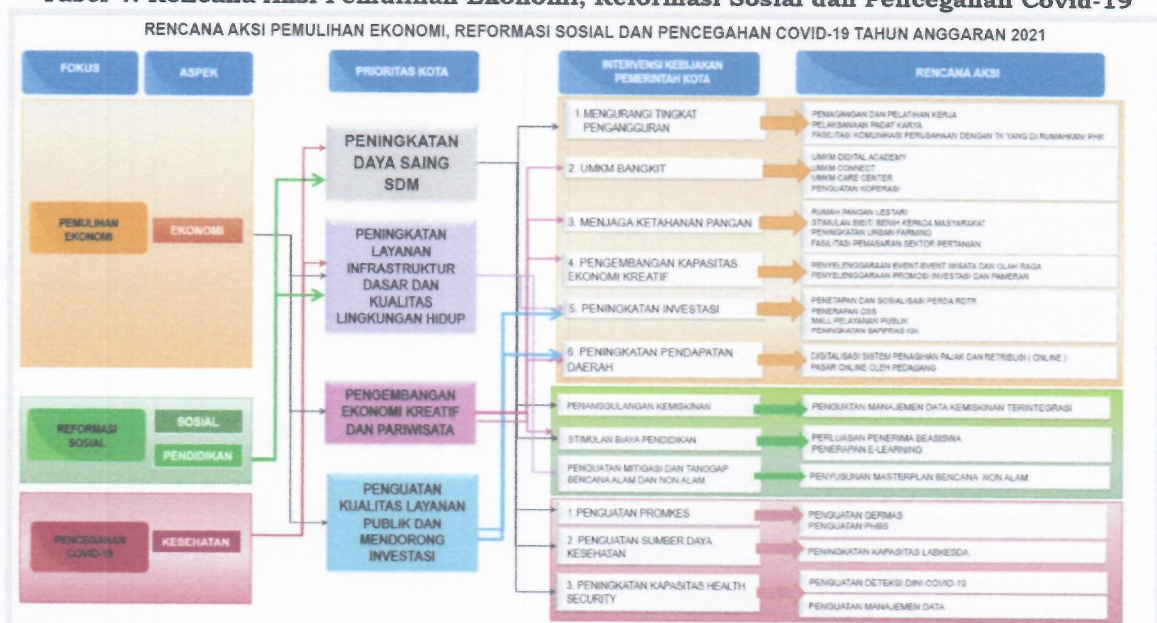 Tabel 4. Rencana Aksi Pemulihan Ekonomi, Reformasi Sosial dan Pencegahan Covid-19
RENCANA AKSI PEMULIHAN EKONOMI, REFORMASI SOSIAL DAN PENCEGAHAN COVID-19 TAHUN ANGGARAN 2021
FOKUS
ASPEK
PRIORITAS KOTA
INTERVENSI KEBIJAKAN
PEMERINTAH KOTA
RENCANA AKSI
PEMULIHAN
EKONOMI
EKONOMI
REFORMASI
SOSIAL
SOSIAL
PENDIDIKAN
PENCEGAHAN
COVID-19
KESEHATAN
PENINGKATAN
DAYA SAING
SDM
PENINGKATAN
LAYANAN
INFRASTRUKTUR
DASAR DAN
KUALITAS
LINGKUNGAN HIDUP
PENGEMBANGAN
EKONOMI KREATIF
DAN PARIWISATA
PENGUATAN
KUALITAS LAYANAN
PUBLIK DAN
MENDORONG
INVESTASI
1. MENGURANGI TINGKAT
PENGANGGURAN
PEMAGANGAN DAN PELATIHAN KERJA
PELAKSANAAN PADAT KARYA
FASILITASI KOMUNIKASI PERUSAHAAN DENGAN TK YANG DI RUMAHKAN/ PHK
2. UMKM BANGKIT
UMKM DIGITAL ACADEMY
UMKM CONNECT
UMKM CARE CENTER
PENGUATAN KOPERASI
3. MENJAGA KETAHANAN PANGAN
RUMAH PANGAN LESTARI
STIMULAN BIBIT/ BENIH KEPADA MASYARAKAT
PENINGKATAN URBAN FARMING
FASILITASI PEMASARAN SEKTOR PERTANIAN
4. PENGEMBANGAN KAPASITAS
EKONOMI KREATIF
PENYELENGGARAAN EVENT-EVENT WISATA DAN OLAH RAGA
PENYELENGGARAAN PROMOSI INVESTASI DAN PAMERAN
5. PENINGKATAN INVESTASI
PENETAPAN DAN SOSIALISASI PERDA RDTR
PENERAPAN OSS
MALL PELAYANAN PUBLIK
PENINGKATAN SARPRAS
6. PENINGKATAN PENDAPATAN
DAERAH
DIGITALISASI SISTEM PENAGIHAN PAJAK DAN RETRIBUSI ( ONLINE )
PASAR ONLINE OLEH PEDAGANG
PENANGGULANGAN KEMISKINAN
PENGUATAN MANAJEMEN DATA KEMISKINAN TERINTEGRASI
STIMULAN BIAYA PENDIDIKAN
PERLUASAN PENERIMA BEASISWA
PENERAPAN E-LEARNING
PENGUATAN MITIGASI DAN TANGGAP
BENCANA ALAM DAN NON ALAM
PENYUSUNAN MASTERPLAN BENCANA NON ALAM
1.PENGUATAN PROMKES
PENGUATAN GERMAS
PENGUATAN PHBS
2. PENGUATAN SUMBER DAYA
KESEHATAN
PENINGKATAN KAPASITAS LABKESDA
3. PENINGKATAN KAPASITAS HEALTH
SECURITY
PENGUATAN DETEKSI DINI COVID-19
PENGUATAN MANAJEMEN DATA